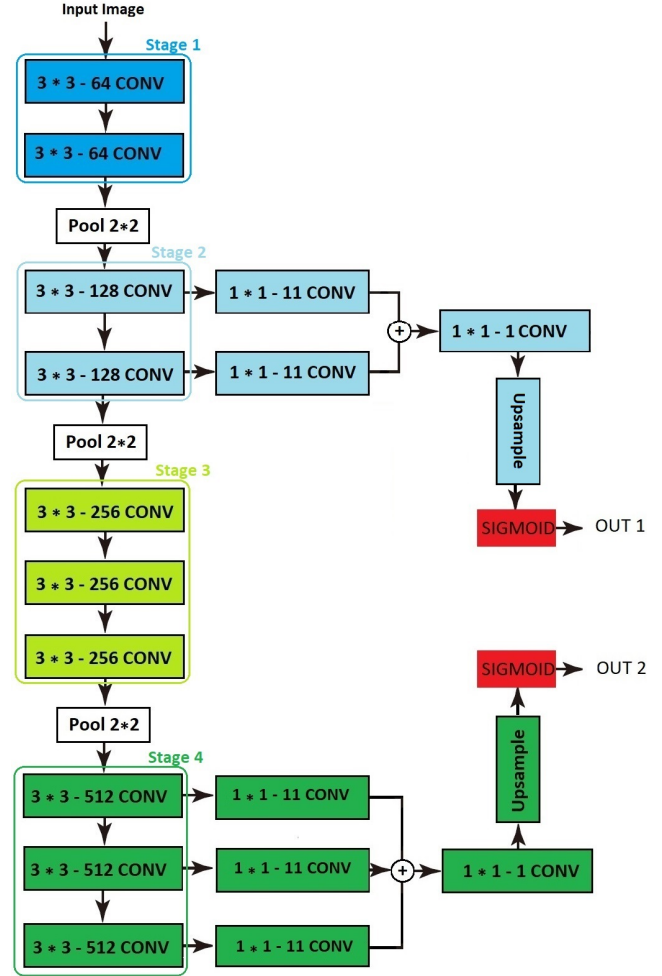 Input Image
Stage 1
3 * 3 - 64 CONV
3 * 3 - 64 CONV
Pool 2*2
Stage 2
3 * 3 - 128 CONV
1 * 1 - 11 CONV
+
1 * 1 - 1 CONV
3 * 3 - 128 CONV
1 * 1 - 11 CONV
Upsample
Pool 2*2
Stage 3
3 * 3 - 256 CONV
SIGMOID
OUT 1
3 * 3 - 256 CONV
3 * 3 - 256 CONV
SIGMOID
OUT 2
Pool 2*2
Upsample
Stage 4
3 * 3 - 512 CONV
1 * 1 - 11 CONV
3 * 3 - 512 CONV
1 * 1 - 11 CONV
+
1 * 1 - 1 CONV
3 * 3 - 512 CONV
1 * 1 - 11 CONV